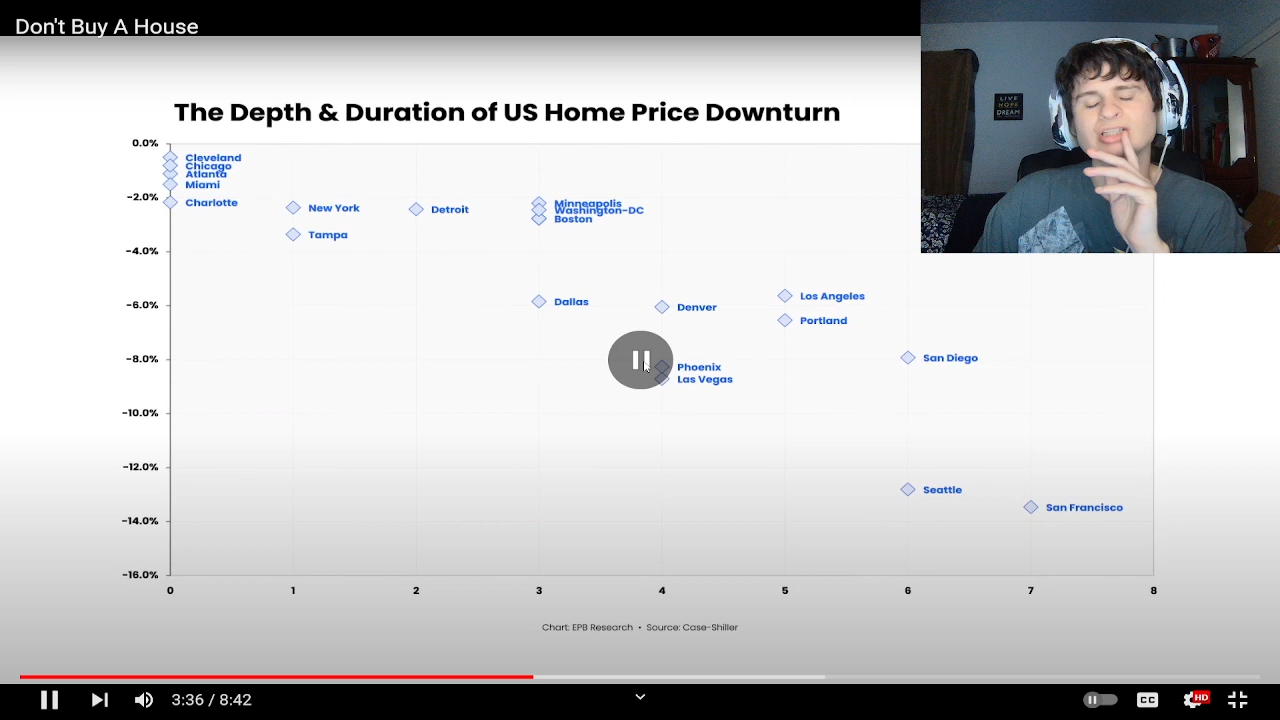 Don't Buy A House
LIVE
HOPE
DREAM
The Depth & Duration of US Home Price Downturn
0.0%
Cleveland
Chicago
Atlanta
Miami
-2.0%
Charlotte
New York
Detroit
Minneapolis
Washington-DC
Boston
Tampa
-4.0%
-6.0%
Dallas
Denver
Los Angeles
Portland
-8.0%
Phoenix
Las Vegas
San Diego
-10.0%
-12.0%
Seattle
-14.0%
San Francisco
-16.0%
0 1 2 3 4 5 6 7 8
Chart: EPB Research • Source: Case-Shiller
3:36 / 8:42
CC
HD